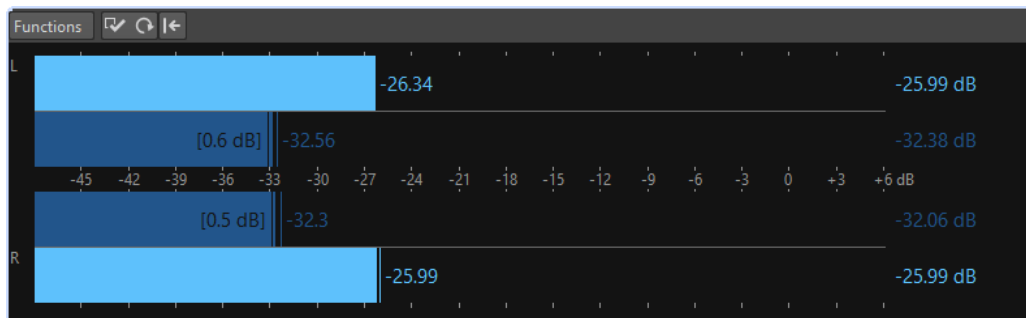 Functions
L
-26.34 -25.99 dB
[0.6 dB] -32.56 -32.38 dB
-45 -42 -39 -36 -33 -30 -27 -24 -21 -18 -15 -12 -9 -6 -3 0 +3 +6 dB
[0.5 dB] -32.3 -32.06 dB
R
-25.99 -25.99 dB